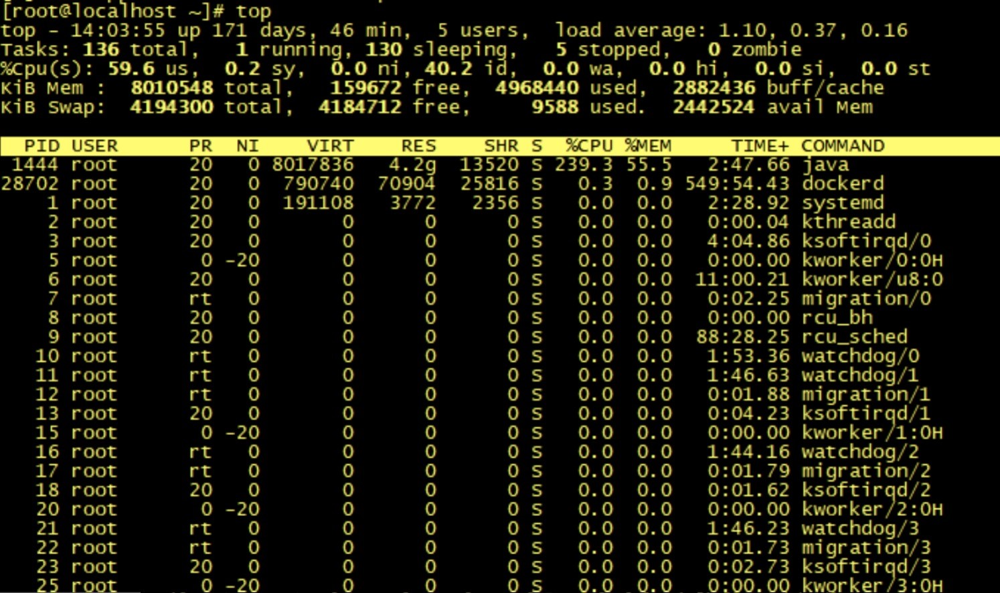 [root@localhost ~]# top
top - 14:03:55 up 171 days, 46 min,  5 users,  load average: 1.10, 0.37, 0.16
Tasks: 136 total,   1 running, 130 sleeping,   5 stopped,   0 zombie
%Cpu(s): 59.6 us,  0.2 sy,  0.0 ni, 40.2 id,  0.0 wa,  0.0 hi,  0.0 si,  0.0 st
KiB Mem :  8010548 total,   159672 free,  4968440 used,  2882436 buff/cache
KiB Swap:  4194300 total,  4184712 free,     9588 used.  2442524 avail Mem
PID USER      PR  NI    VIRT    RES    SHR S  %CPU %MEM     TIME+ COMMAND
1444 root      20   0 8017836   4.2g  13520 S 239.3 55.5   2:47.66 java
28702 root      20   0  790740  70904  25816 S   0.3  0.9 549:54.43 dockerd
1 root      20   0  191108   3772   2356 S   0.0  0.0   2:28.92 systemd
2 root      20   0       0      0      0 S   0.0  0.0   0:00.04 kthreadd
3 root      20   0       0      0      0 S   0.0  0.0   4:04.86 ksoftirqd/0
5 root       0 -20       0      0      0 S   0.0  0.0   0:00.00 kworker/0:0H
6 root      20   0       0      0      0 S   0.0  0.0  11:00.21 kworker/u8:0
7 root      rt   0       0      0      0 S   0.0  0.0   0:02.25 migration/0
8 root      20   0       0      0      0 S   0.0  0.0   0:00.00 rcu_bh
9 root      20   0       0      0      0 S   0.0  0.0  88:28.25 rcu_sched
10 root      rt   0       0      0      0 S   0.0  0.0   1:53.36 watchdog/0
11 root      rt   0       0      0      0 S   0.0  0.0   1:46.63 watchdog/1
12 root      rt   0       0      0      0 S   0.0  0.0   0:01.88 migration/1
13 root      20   0       0      0      0 S   0.0  0.0   0:04.23 ksoftirqd/1
15 root       0 -20       0      0      0 S   0.0  0.0   0:00.00 kworker/1:0H
16 root      rt   0       0      0      0 S   0.0  0.0   1:44.16 watchdog/2
17 root      rt   0       0      0      0 S   0.0  0.0   0:01.79 migration/2
18 root      20   0       0      0      0 S   0.0  0.0   0:01.62 ksoftirqd/2
20 root       0 -20       0      0      0 S   0.0  0.0   0:00.00 kworker/2:0H
21 root      rt   0       0      0      0 S   0.0  0.0   1:46.23 watchdog/3
22 root      rt   0       0      0      0 S   0.0  0.0   0:01.73 migration/3
23 root      20   0       0      0      0 S   0.0  0.0   0:02.73 ksoftirqd/3
25 root       0 -20       0      0      0 S   0.0  0.0   0:00.00 kworker/3:0H